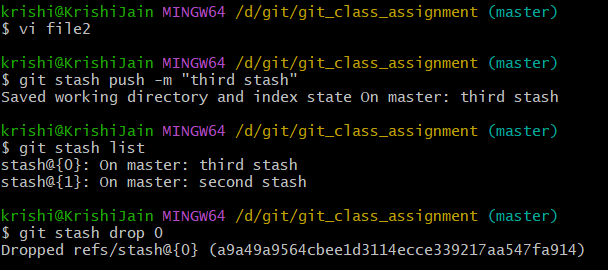 krishi@KrishiJain MINGW64 /d/git/git_class_assignment (master)
$ vi file2
krishi@KrishiJain MINGW64 /d/git/git_class_assignment (master)
$ git stash push -m "third stash"
Saved working directory and index state On master: third stash
krishi@KrishiJain MINGW64 /d/git/git_class_assignment (master)
$ git stash list
stash@{0}: On master: third stash
stash@{1}: On master: second stash
krishi@KrishiJain MINGW64 /d/git/git_class_assignment (master)
$ git stash drop 0
Dropped refs/stash@{0} (a9a49a9564cbee1d3114ecce339217aa547fa914)